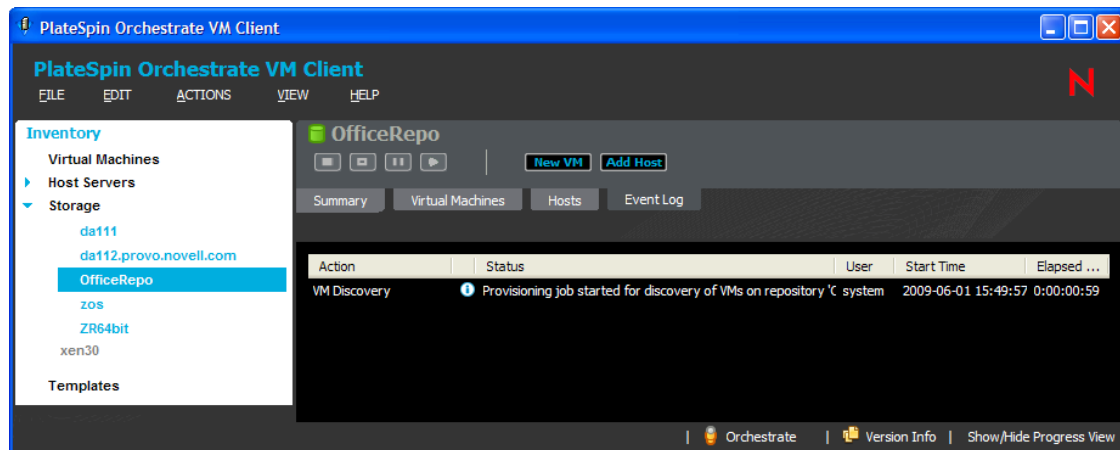 PlateSpin Orchestrate VM Client
PlateSpin Orchestrate VM Client
FILE EDIT ACTIONS VIEW HELP
N
Inventory
Virtual Machines
Host Servers
Storage
da111
da112.provo.novell.com
OfficeRepo
zos
ZR64bit
xen30
Templates
OfficeRepo
New VM Add Host
Summary Virtual Machines Hosts Event Log
Action Status User Start Time Elapsed ...
VM Discovery Provisioning job started for discovery of VMs on repository 'C system 2009-06-01 15:49:57 0:00:00:59
| Orchestrate | Version Info | Show/Hide Progress View